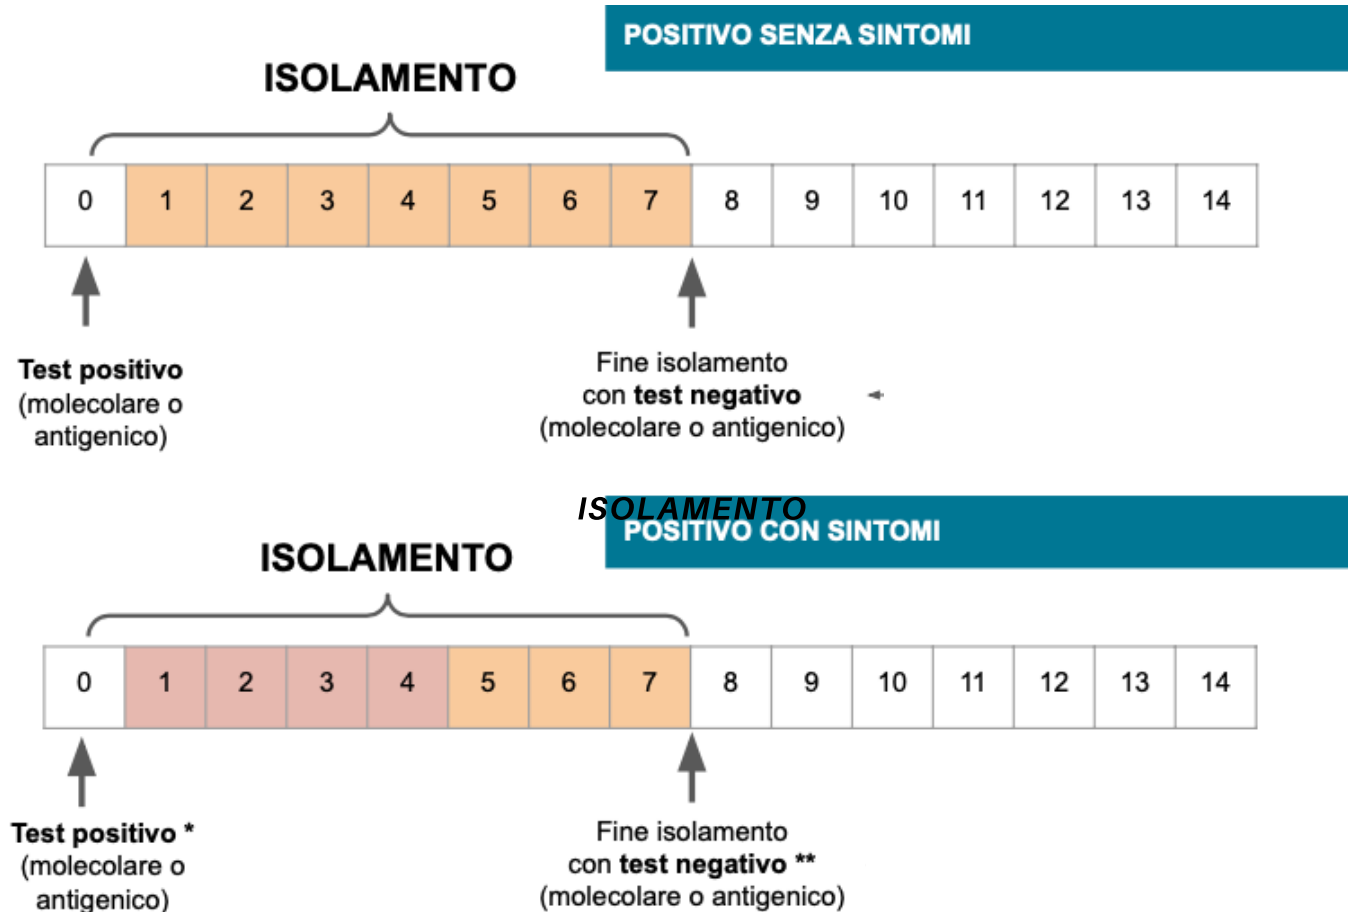 POSITIVO SENZA SINTOMI
ISOLAMENTO
0 1 2 3 4 5 6 7 8 9 10 11 12 13 14
Test positivo
(molecolare o
antigenico)
Fine isolamento
con test negativo
(molecolare o antigenico)
ISOLAMENTO
POSITIVO CON SINTOMI
ISOLAMENTO
0 1 2 3 4 5 6 7 8 9 10 11 12 13 14
Test positivo *
(molecolare o
antigenico)
Fine isolamento
con test negativo **
(molecolare o antigenico)